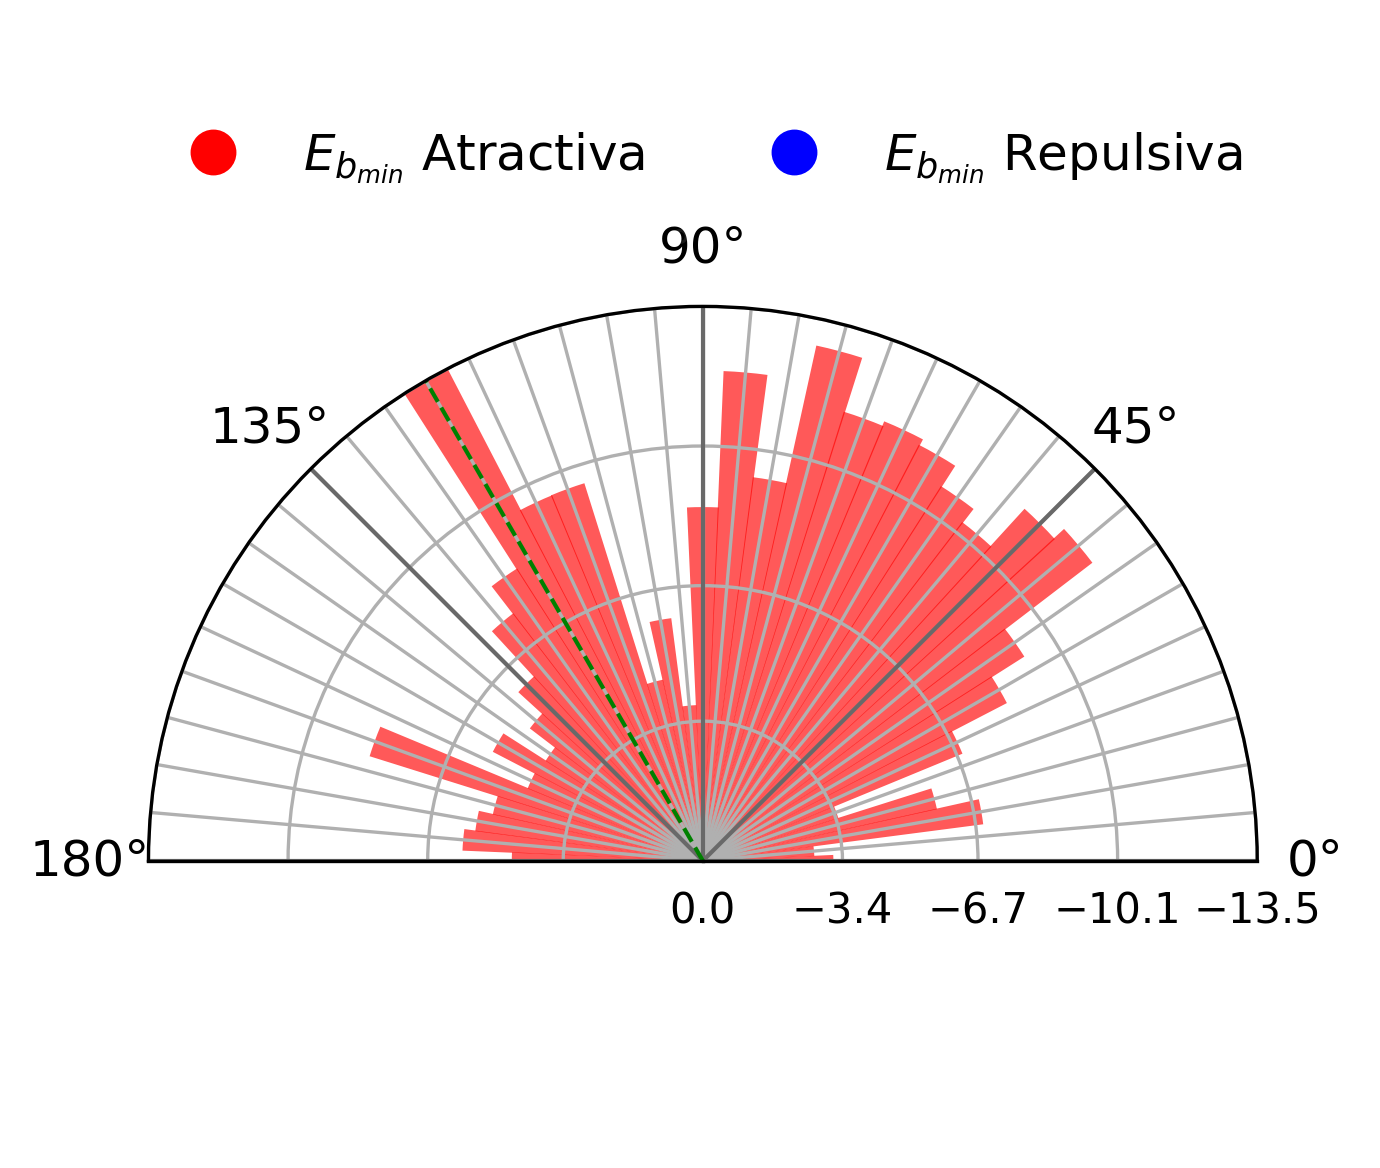 E_{b_{min}} Atractiva E_{b_{min}} Repulsiva
90°
135° 45°
180° 0°
0.0 −3.4 −6.7 −10.1 −13.5